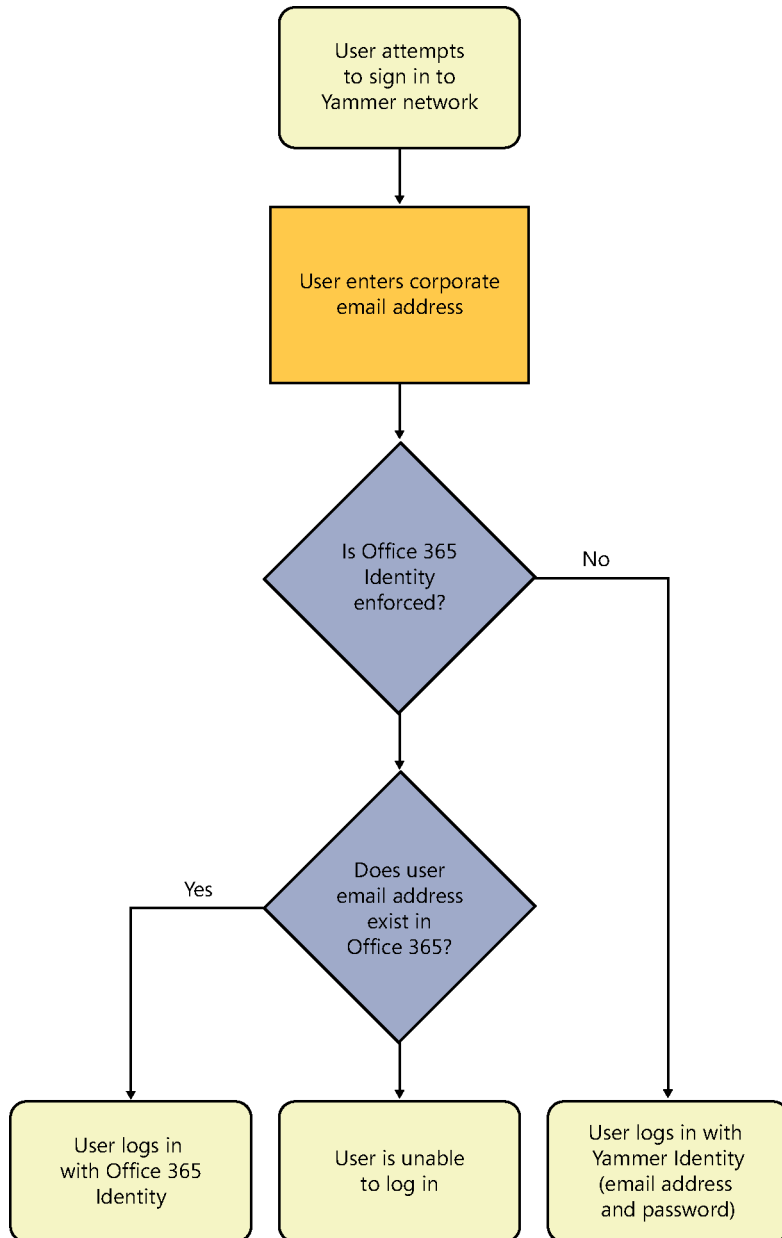 User attempts
to sign in to
Yammer network
User enters corporate
email address
Is Office 365
Identity
enforced?
No
Does user
email address
exist in
Office 365?
Yes
User logs in
with Office 365
Identity
User is unable
to log in
User logs in with
Yammer Identity
(email address
and password)